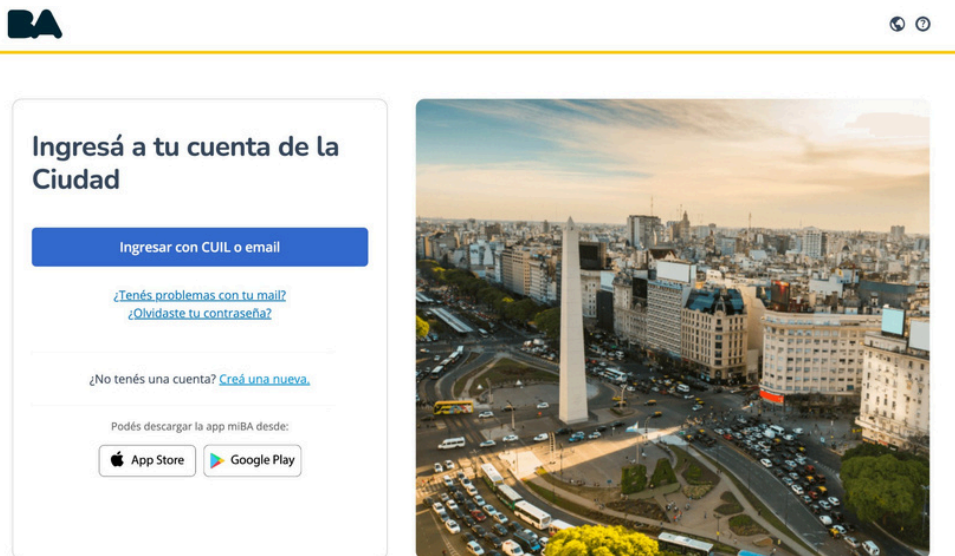 BA
Ingresá a tu cuenta de la
Ciudad
Ingresar con CUIL o email
¿Tenés problemas con tu mail?
¿Olvidaste tu contraseña?
¿No tenés una cuenta? Creá una nueva.
Podés descargar la app miBA desde:
App Store
Google Play